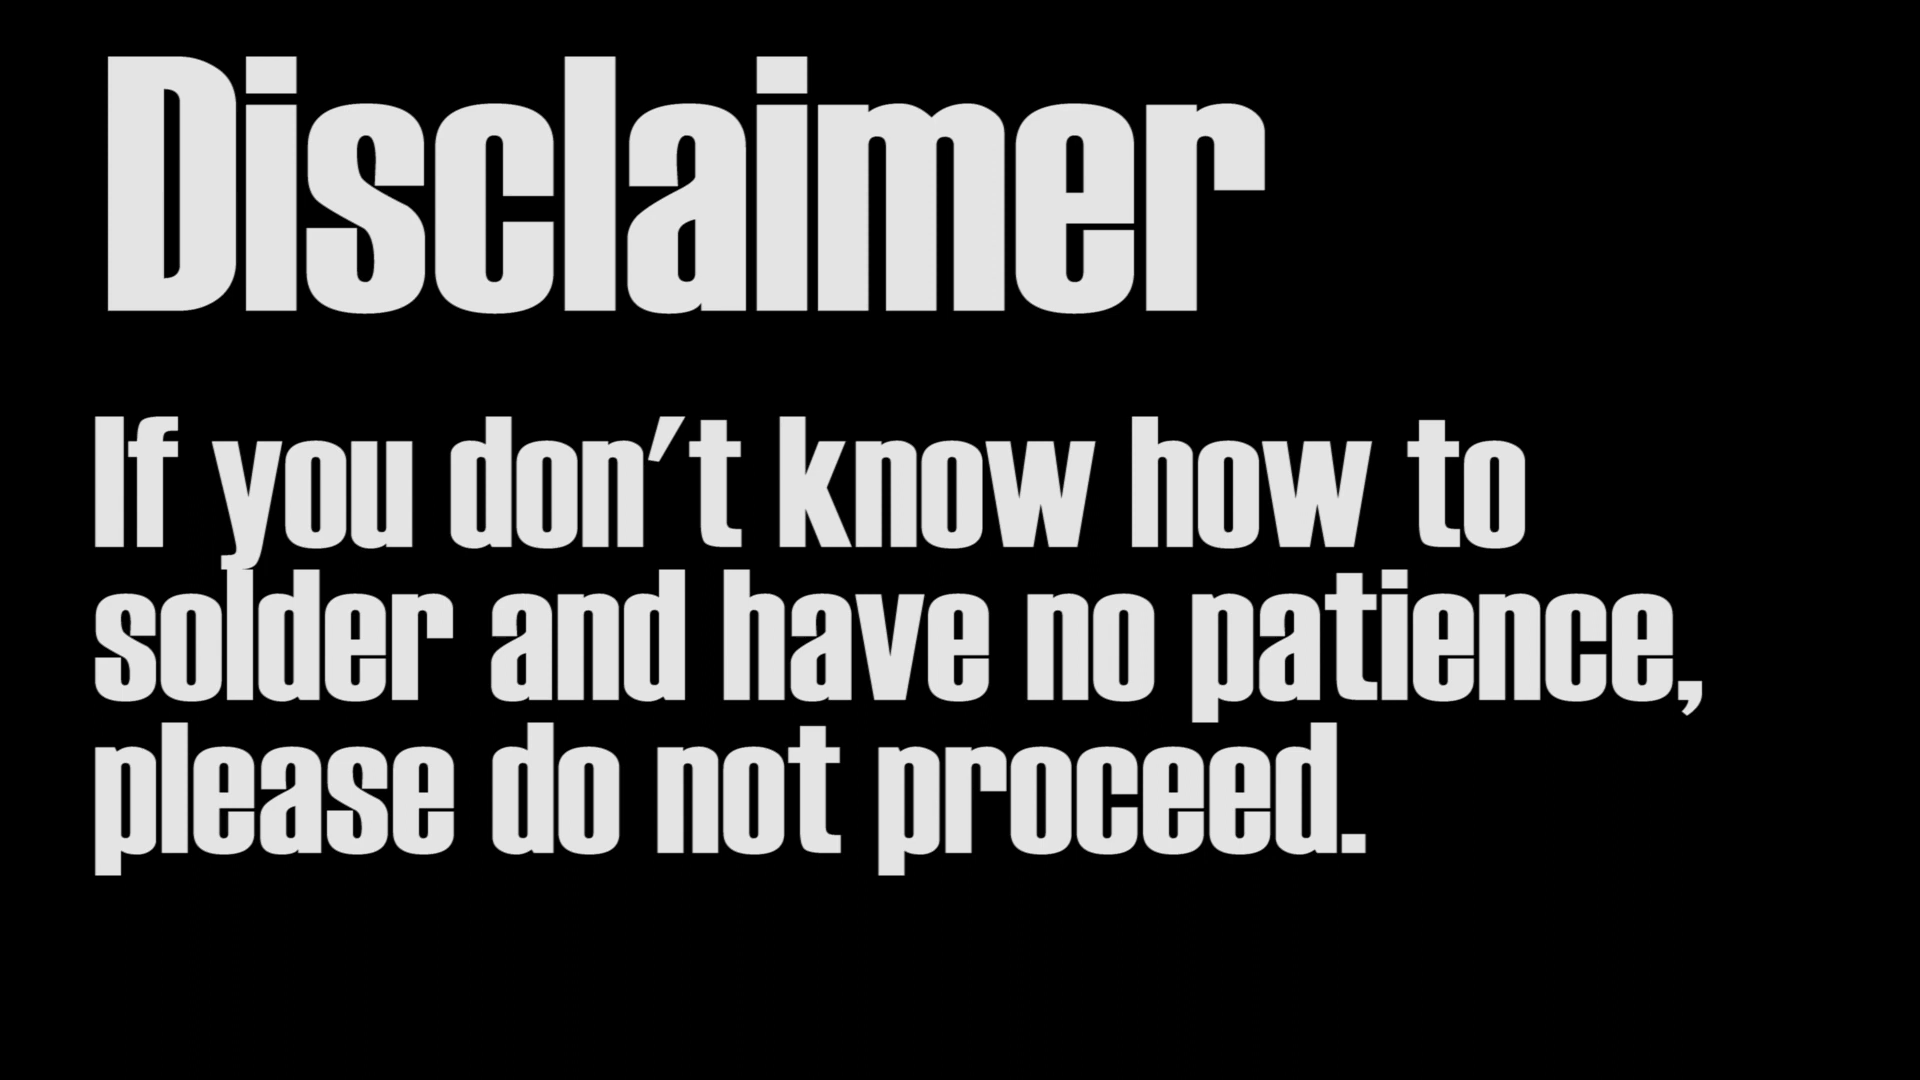 Disclaimer
If you don't know how to
solder and have no patience,
please do not proceed.